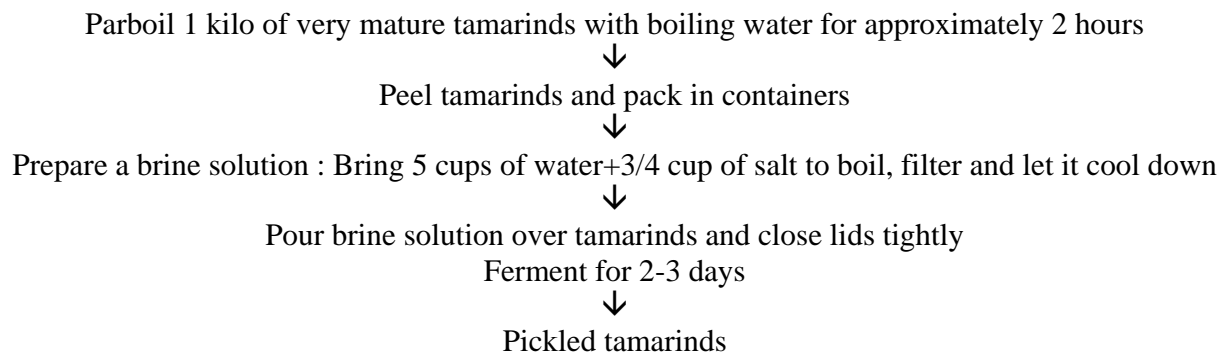 Parboil 1 kilo of very mature tamarinds with boiling water for approximately 2 hours
↓
Peel tamarinds and pack in containers
↓
Prepare a brine solution : Bring 5 cups of water+3/4 cup of salt to boil, filter and let it cool down
↓
Pour brine solution over tamarinds and close lids tightly
Ferment for 2-3 days
↓
Pickled tamarinds